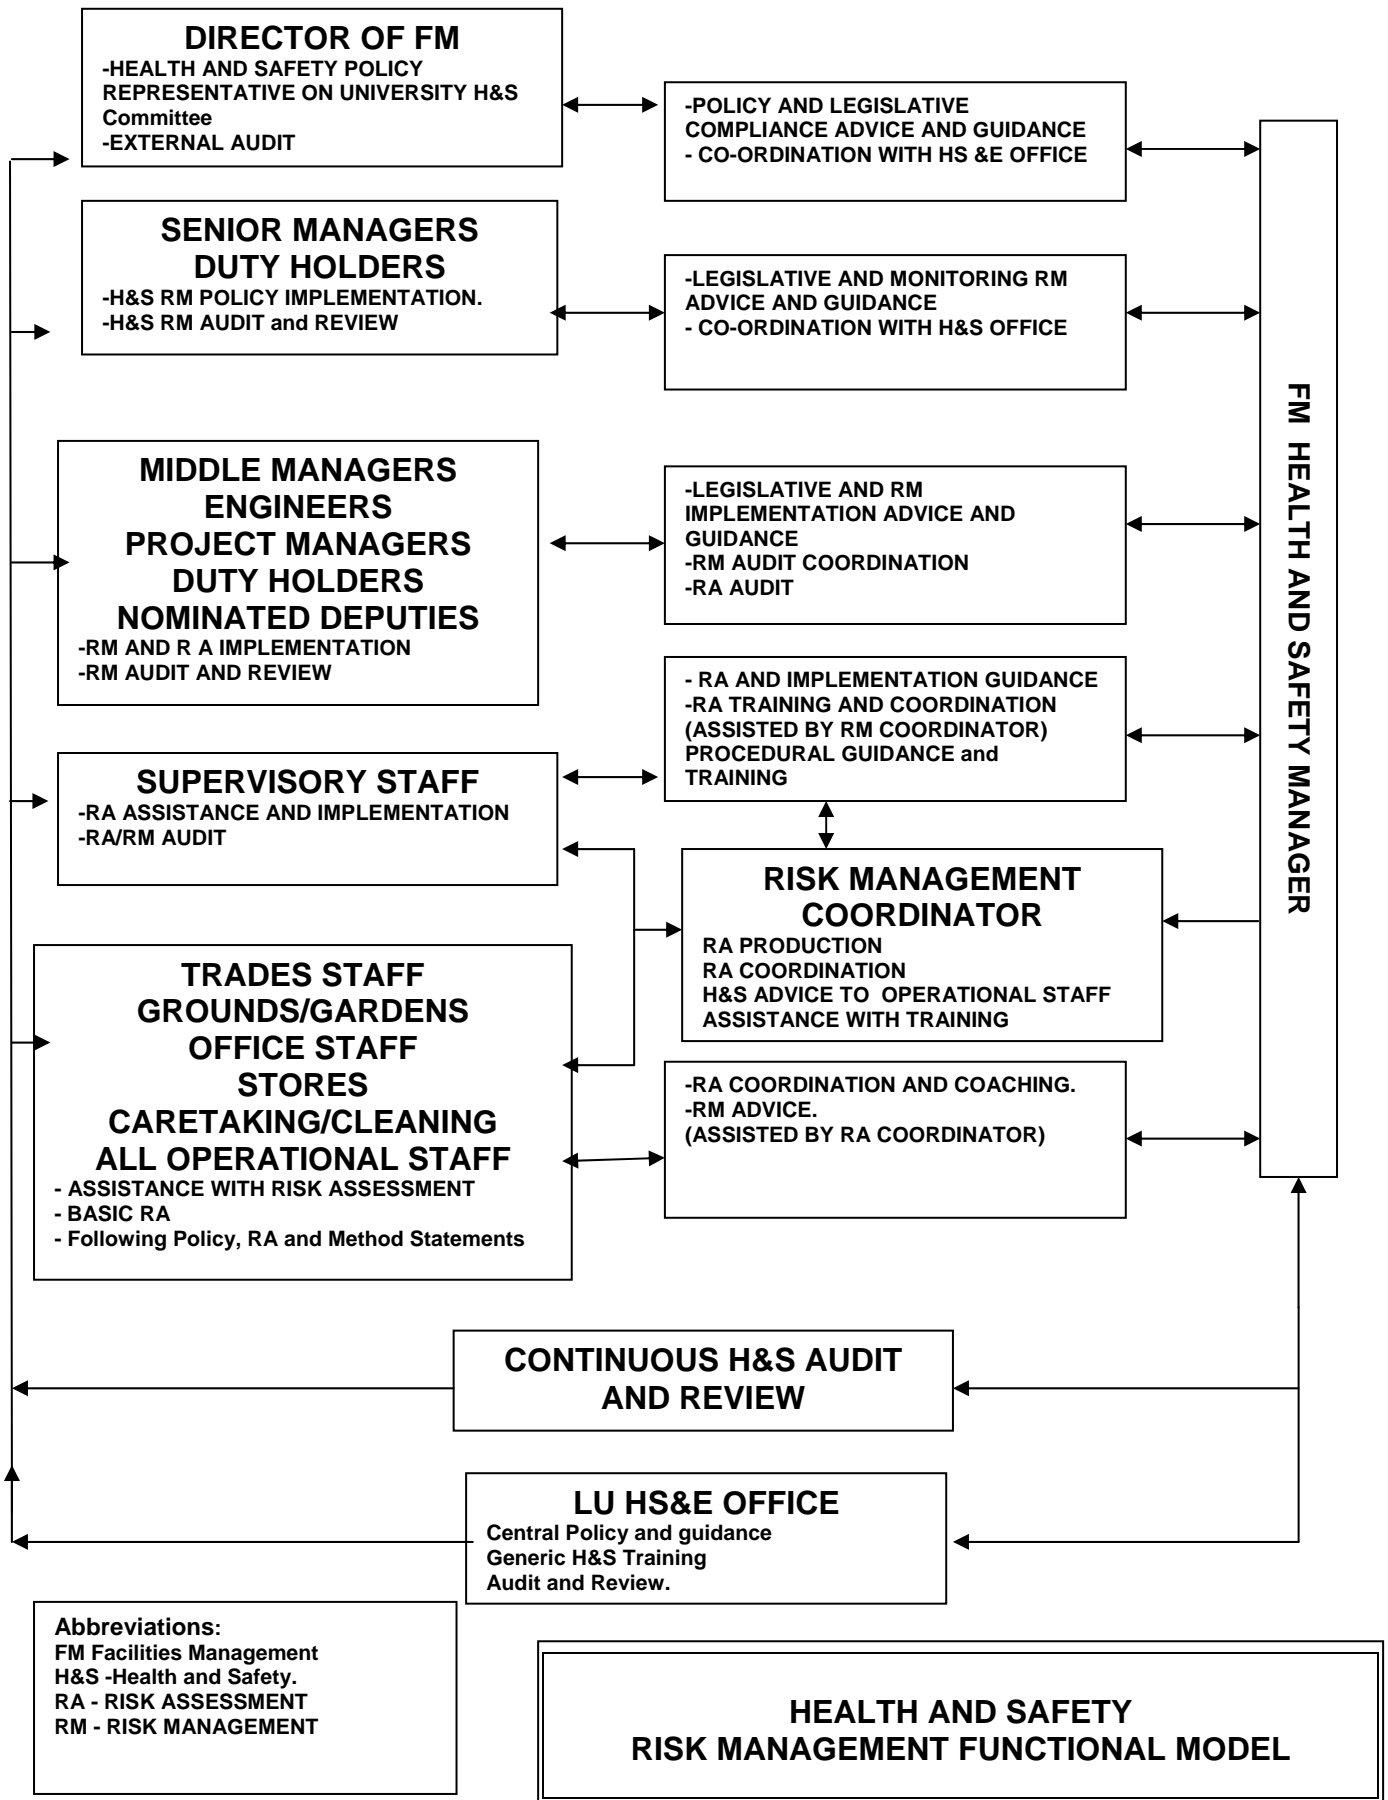 DIRECTOR OF FM
-HEALTH AND SAFETY POLICY
REPRESENTATIVE ON UNIVERSITY H&S
Committee
-EXTERNAL AUDIT
-POLICY AND LEGISLATIVE
COMPLIANCE ADVICE AND GUIDANCE
- CO-ORDINATION WITH HS &E OFFICE
SENIOR MANAGERS
DUTY HOLDERS
-H&S RM POLICY IMPLEMENTATION.
-H&S RM AUDIT and REVIEW
-LEGISLATIVE AND MONITORING RM
ADVICE AND GUIDANCE
- CO-ORDINATION WITH H&S OFFICE
FM HEALTH AND SAFETY MANAGER
MIDDLE MANAGERS
ENGINEERS
PROJECT MANAGERS
DUTY HOLDERS
NOMINATED DEPUTIES
-RM AND R A IMPLEMENTATION
-RM AUDIT AND REVIEW
-LEGISLATIVE AND RM
IMPLEMENTATION ADVICE AND
GUIDANCE
-RM AUDIT COORDINATION
-RA AUDIT
- RA AND IMPLEMENTATION GUIDANCE
-RA TRAINING AND COORDINATION
(ASSISTED BY RM COORDINATOR)
PROCEDURAL GUIDANCE and
TRAINING
SUPERVISORY STAFF
-RA ASSISTANCE AND IMPLEMENTATION
-RA/RM AUDIT
RISK MANAGEMENT
COORDINATOR
RA PRODUCTION
RA COORDINATION
H&S ADVICE TO OPERATIONAL STAFF
ASSISTANCE WITH TRAINING
TRADES STAFF
GROUNDS/GARDENS
OFFICE STAFF
STORES
CARETAKING/CLEANING
ALL OPERATIONAL STAFF
- ASSISTANCE WITH RISK ASSESSMENT
- BASIC RA
- Following Policy, RA and Method Statements
-RA COORDINATION AND COACHING.
-RM ADVICE.
(ASSISTED BY RA COORDINATOR)
CONTINUOUS H&S AUDIT
AND REVIEW
LU HS&E OFFICE
Central Policy and guidance
Generic H&S Training
Audit and Review.
Abbreviations:
FM Facilities Management
H&S -Health and Safety.
RA - RISK ASSESSMENT
RM - RISK MANAGEMENT
HEALTH AND SAFETY
RISK MANAGEMENT FUNCTIONAL MODEL